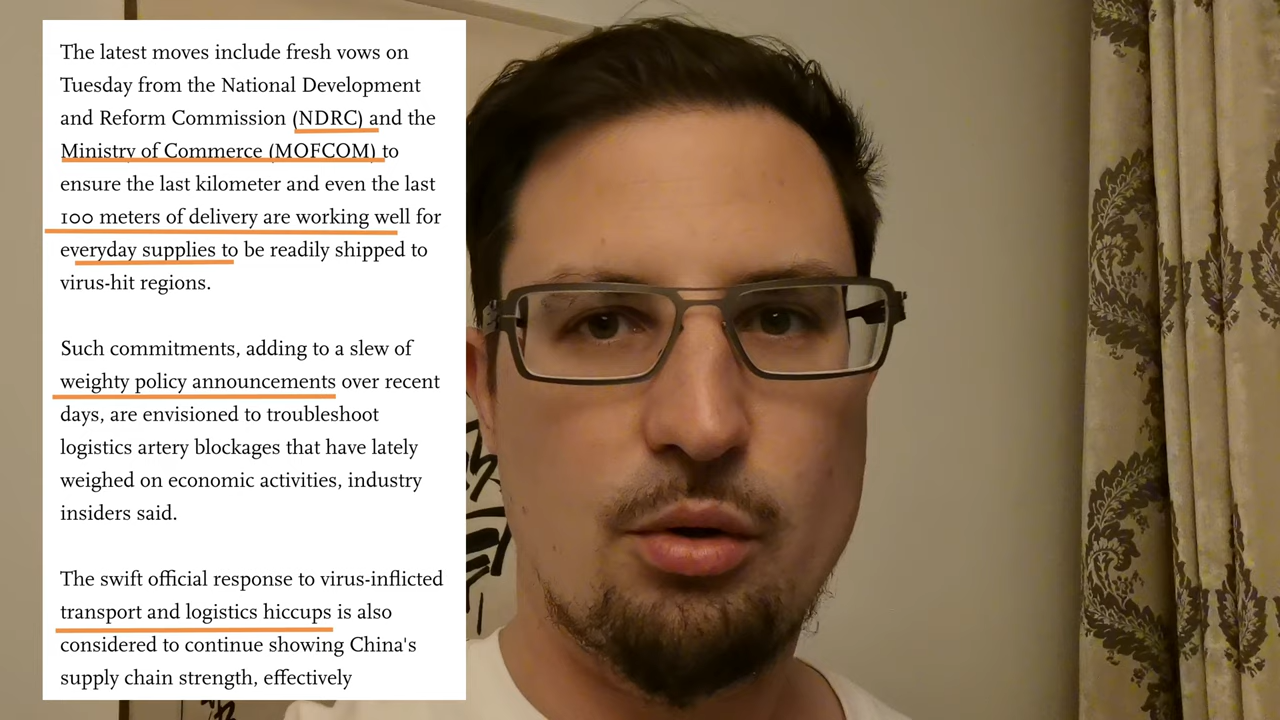 The latest moves include fresh vows on
Tuesday from the National Development
and Reform Commission (NDRC) and the
Ministry of Commerce (MOFCOM) to
ensure the last kilometer and even the last
100 meters of delivery are working well for
everyday supplies to be readily shipped to
virus-hit regions.
Such commitments, adding to a slew of
weighty policy announcements over recent
days, are envisioned to troubleshoot
logistics artery blockages that have lately
weighed on economic activities, industry
insiders said.
The swift official response to virus-inflicted
transport and logistics hiccups is also
considered to continue showing China's
supply chain strength, effectively